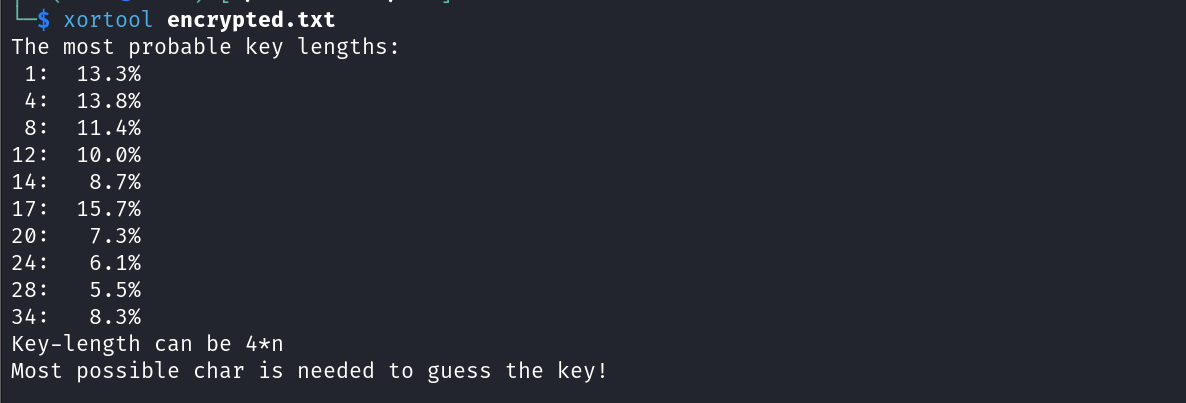 └─$ xortool encrypted.txt
The most probable key lengths:
 1:  13.3%
 4:  13.8%
 8:  11.4%
12:  10.0%
14:   8.7%
17:  15.7%
20:   7.3%
24:   6.1%
28:   5.5%
34:   8.3%
Key-length can be 4*n
Most possible char is needed to guess the key!